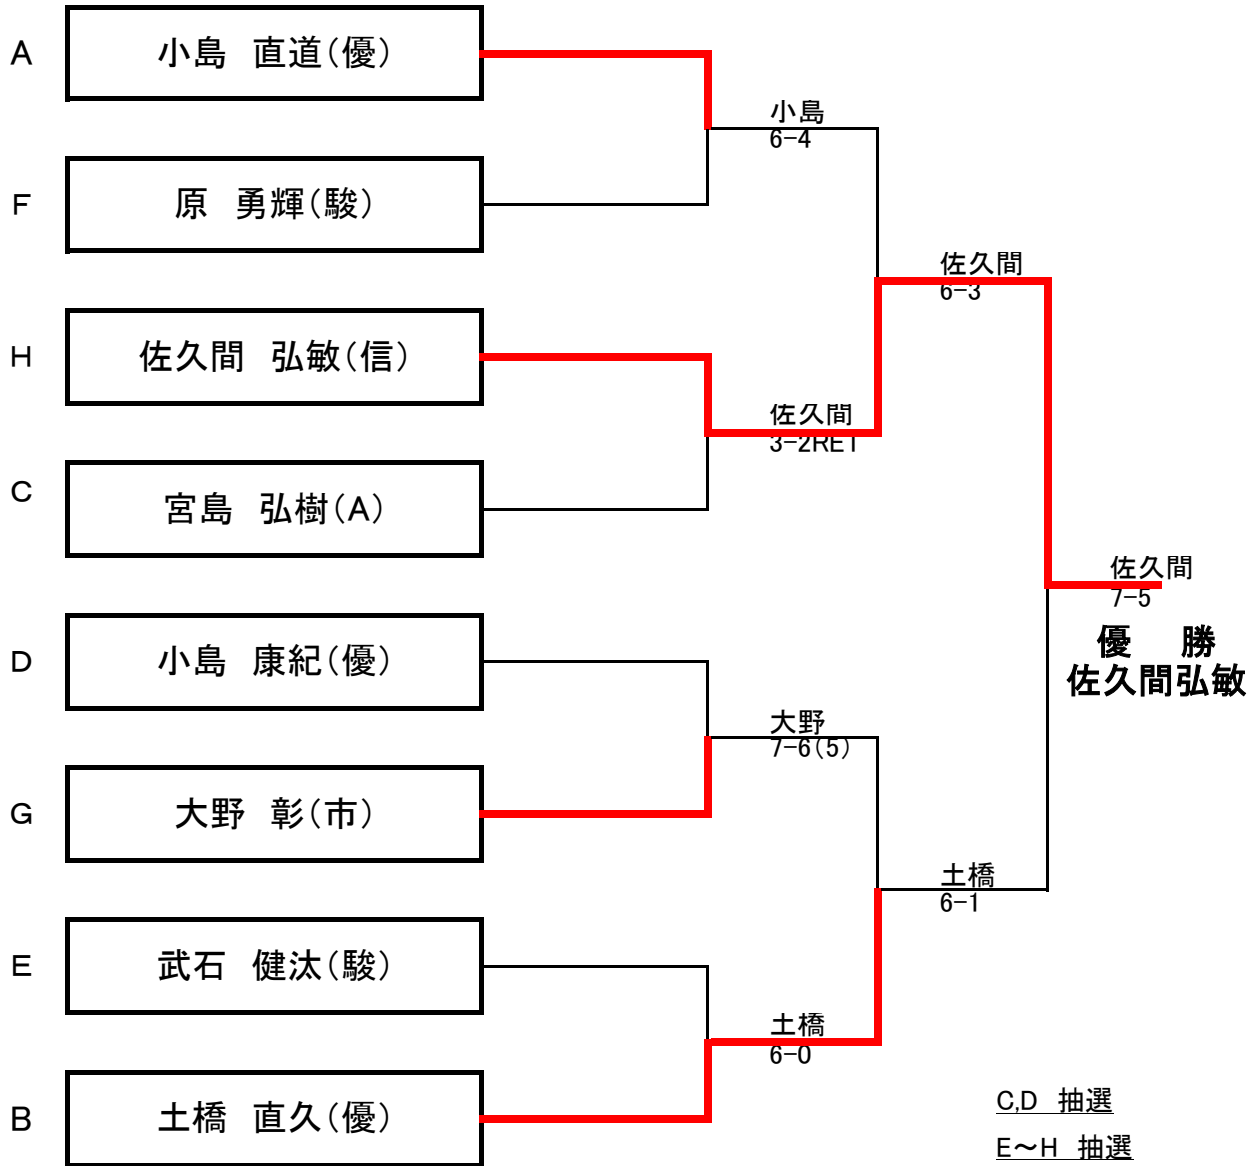 A
小島　直道(優)
小島
6-4
F
原　勇輝(駿)
佐久間
6-3
H
佐久間　弘敏(信)
佐久間
3-2RET
C
宮島　弘樹(A)
佐久間
7-5
優　勝
佐久間弘敏
D
小島　康紀(優)
大野
7-6(5)
G
大野　彰(市)
土橋
6-1
E
武石　健汰(駿)
土橋
6-0
B
土橋　直久(優)
C,D　抽選
E～H　抽選